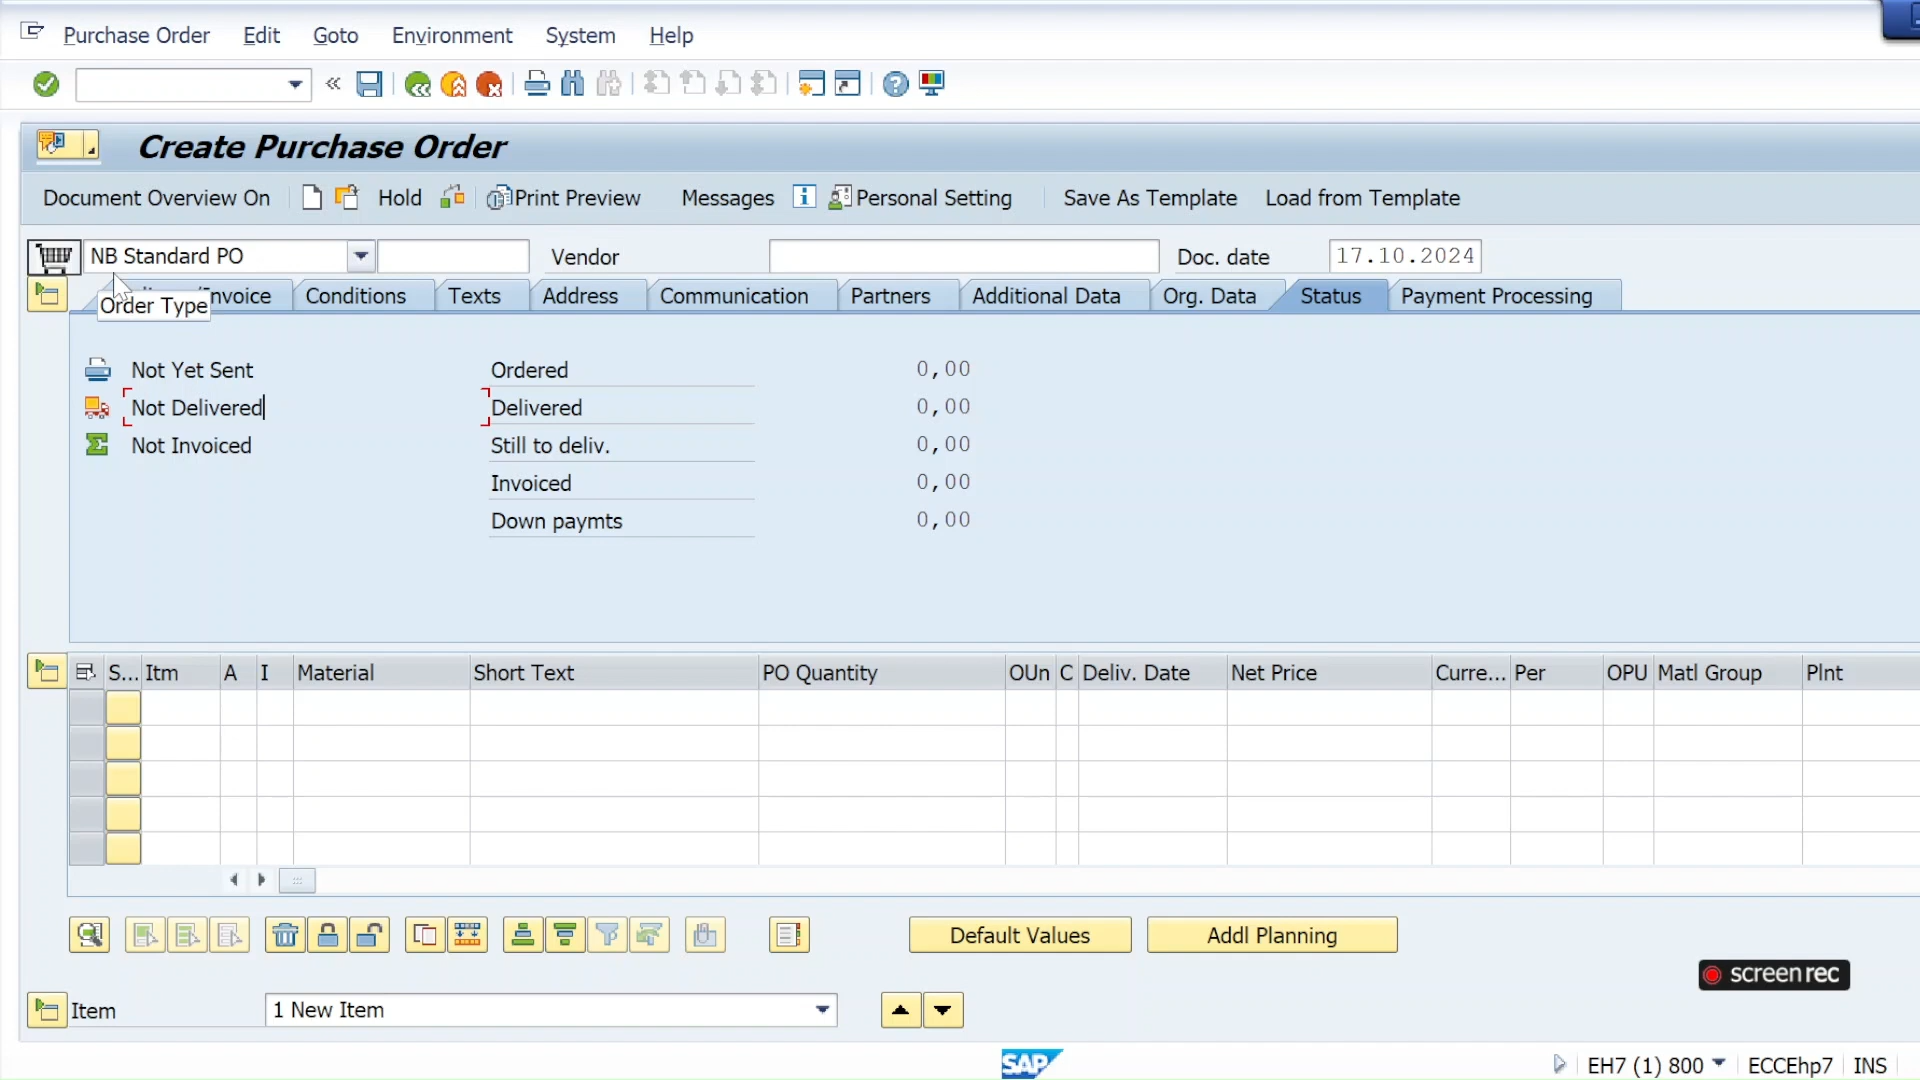 Purchase Order Edit Goto Environment System Help
Create Purchase Order
Document Overview On Hold Print Preview Messages Personal Setting Save As Template Load from Template
NB Standard PO Vendor Doc. date 17.10.2024
/Invoice Conditions Texts Address Communication Partners Additional Data Org. Data Status Payment Processing
Order Type
Not Yet Sent Ordered 0,00
Not Delivered Delivered 0,00
Not Invoiced Still to deliv. 0,00
Invoiced 0,00
Down paymts 0,00
S... Itm A I Material Short Text PO Quantity OUn C Deliv. Date Net Price Curre... Per OPU Matl Group Plnt
Default Values Addl Planning
screenrec
Item 1 New Item
SAP EH7 (1) 800 ECCEhp7 INS